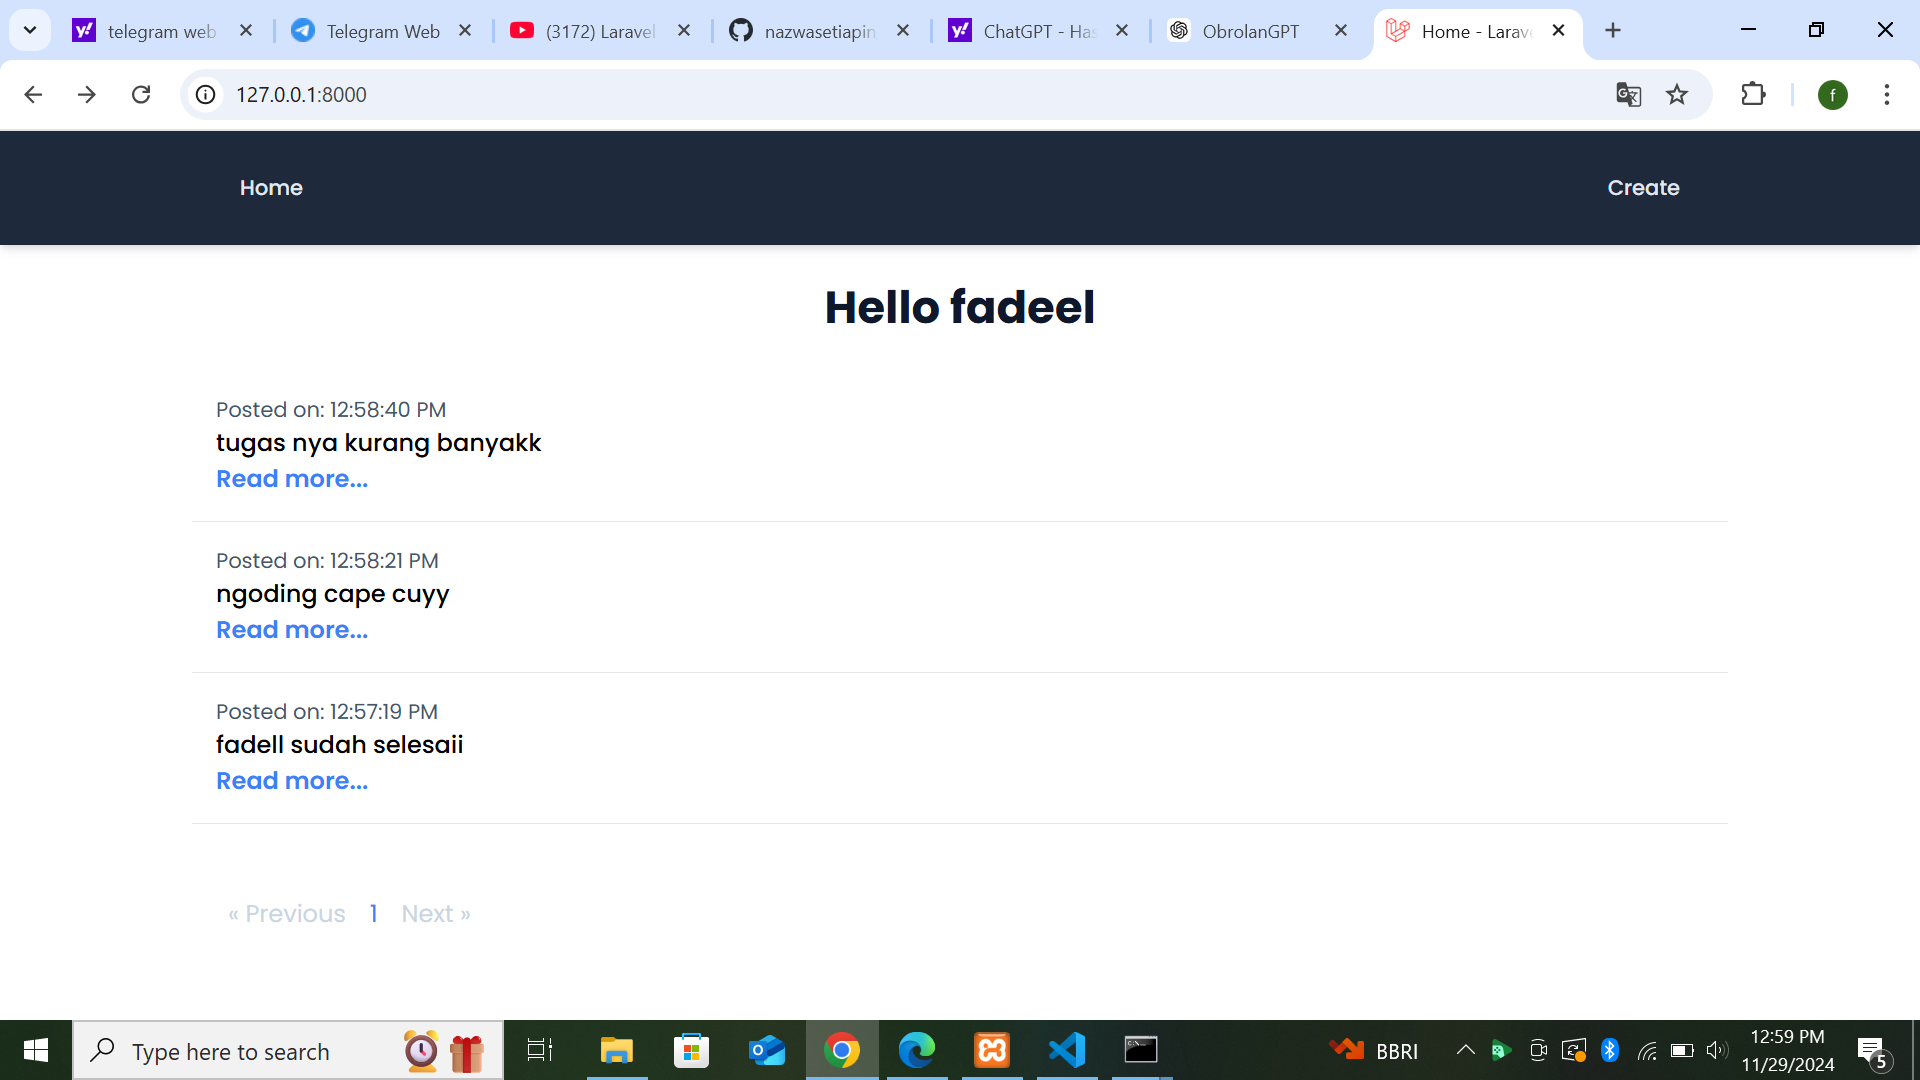 telegram web
Telegram Web
(3172) Laravel
nazwasetiapin
ChatGPT - Has
ObrolanGPT
Home - Larave
127.0.0.1:8000
f
Home
Create
Hello fadeel
Posted on: 12:58:40 PM
tugas nya kurang banyakk
Read more...
Posted on: 12:58:21 PM
ngoding cape cuyy
Read more...
Posted on: 12:57:19 PM
fadell sudah selesaii
Read more...
« Previous 1 Next »
Type here to search
BBRI
12:59 PM
11/29/2024
5